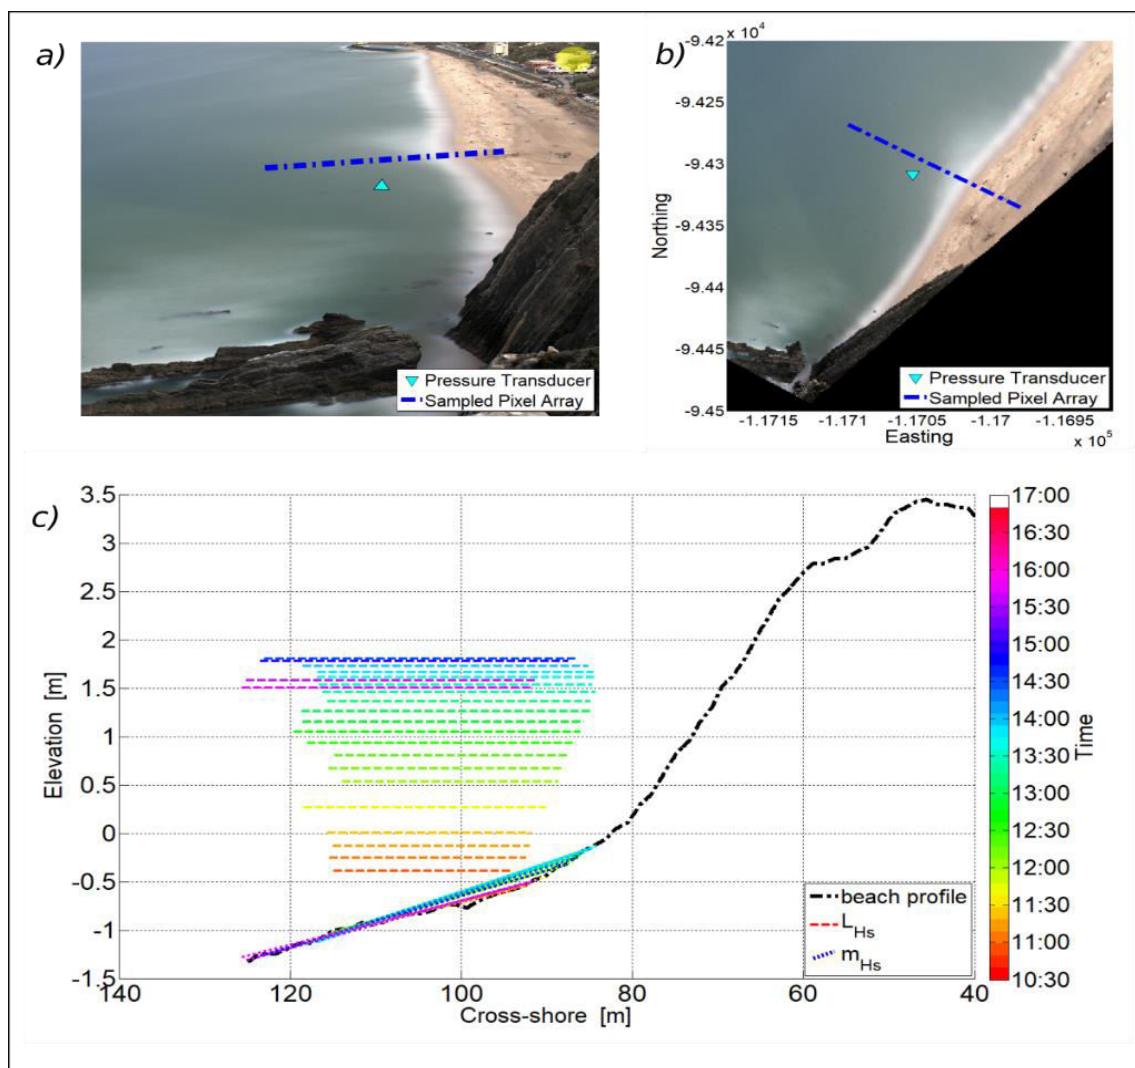 a)
Pressure Transducer
Sampled Pixel Array
b)
x 10⁴
-9.42
-9.425
-9.43
-9.435
-9.44
-9.445
-9.45
Northing
Pressure Transducer
Sampled Pixel Array
-1.1715 -1.171 -1.1705 -1.17 -1.1695
Easting
x 10⁵
c)
3.5
3
2.5
2
1.5
1
0.5
0
-0.5
-1
-1.5
Elevation [m]
140 120 100 80 60 40
Cross-shore [m]
beach profile
L_Hs
m_Hs
17:00
16:30
16:00
15:30
15:00
14:30
14:00
13:30
13:00
12:30
12:00
11:30
11:00
10:30
Time